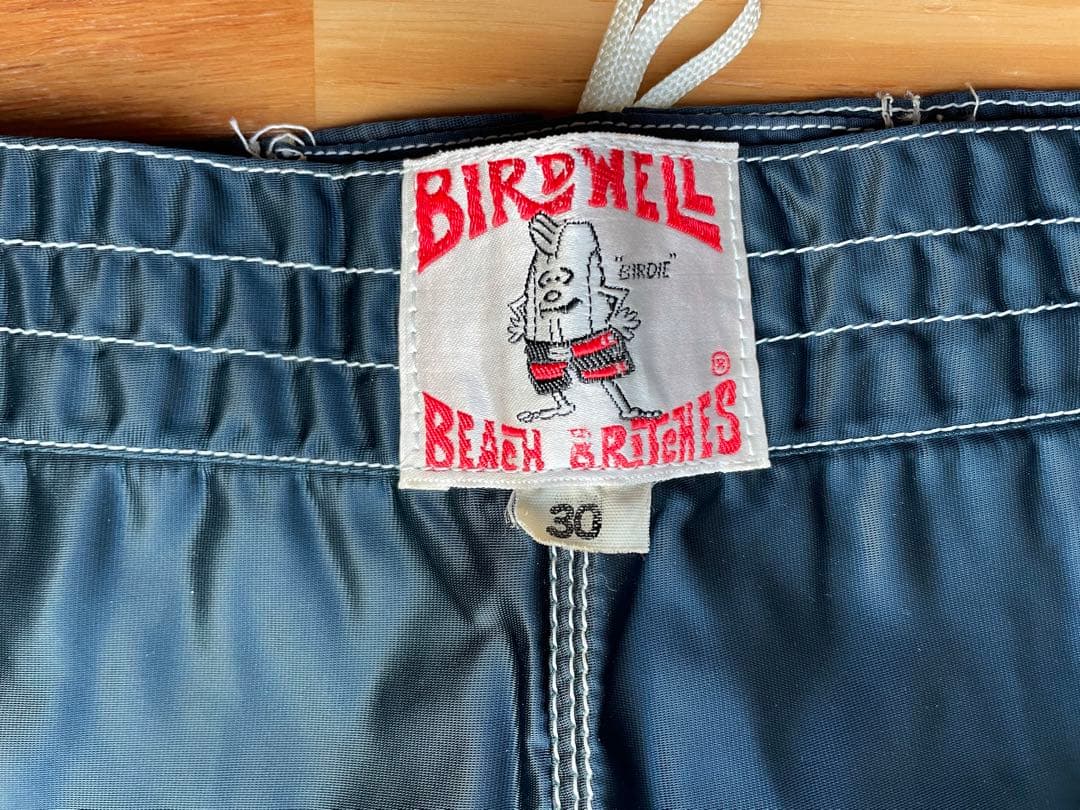 BIRDWELL
"BIRDIE"
®
BEACH BRITCHES
30